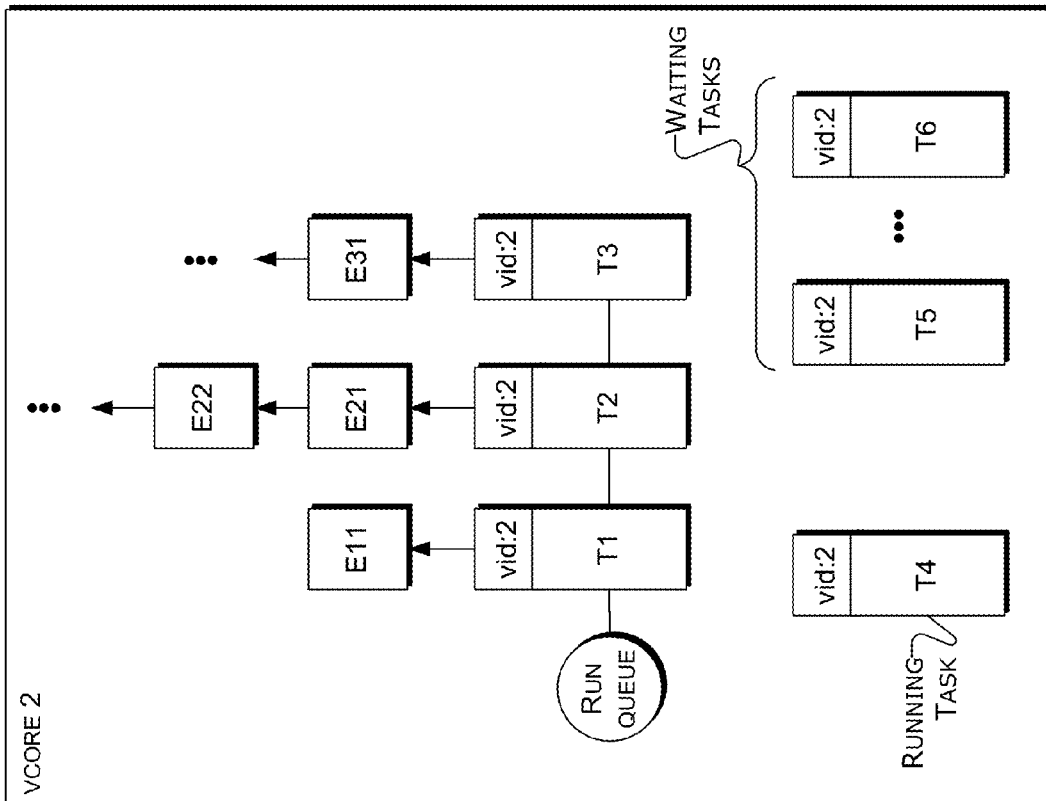 VCORE 2
•••
E22 •••
E11 E21 E31
vid:2 vid:2 vid:2
RUN
QUEUE
T1 T2 T3
WAITING
TASKS
vid:2 vid:2 vid:2
T4 T5 ••• T6
RUNNING
TASK